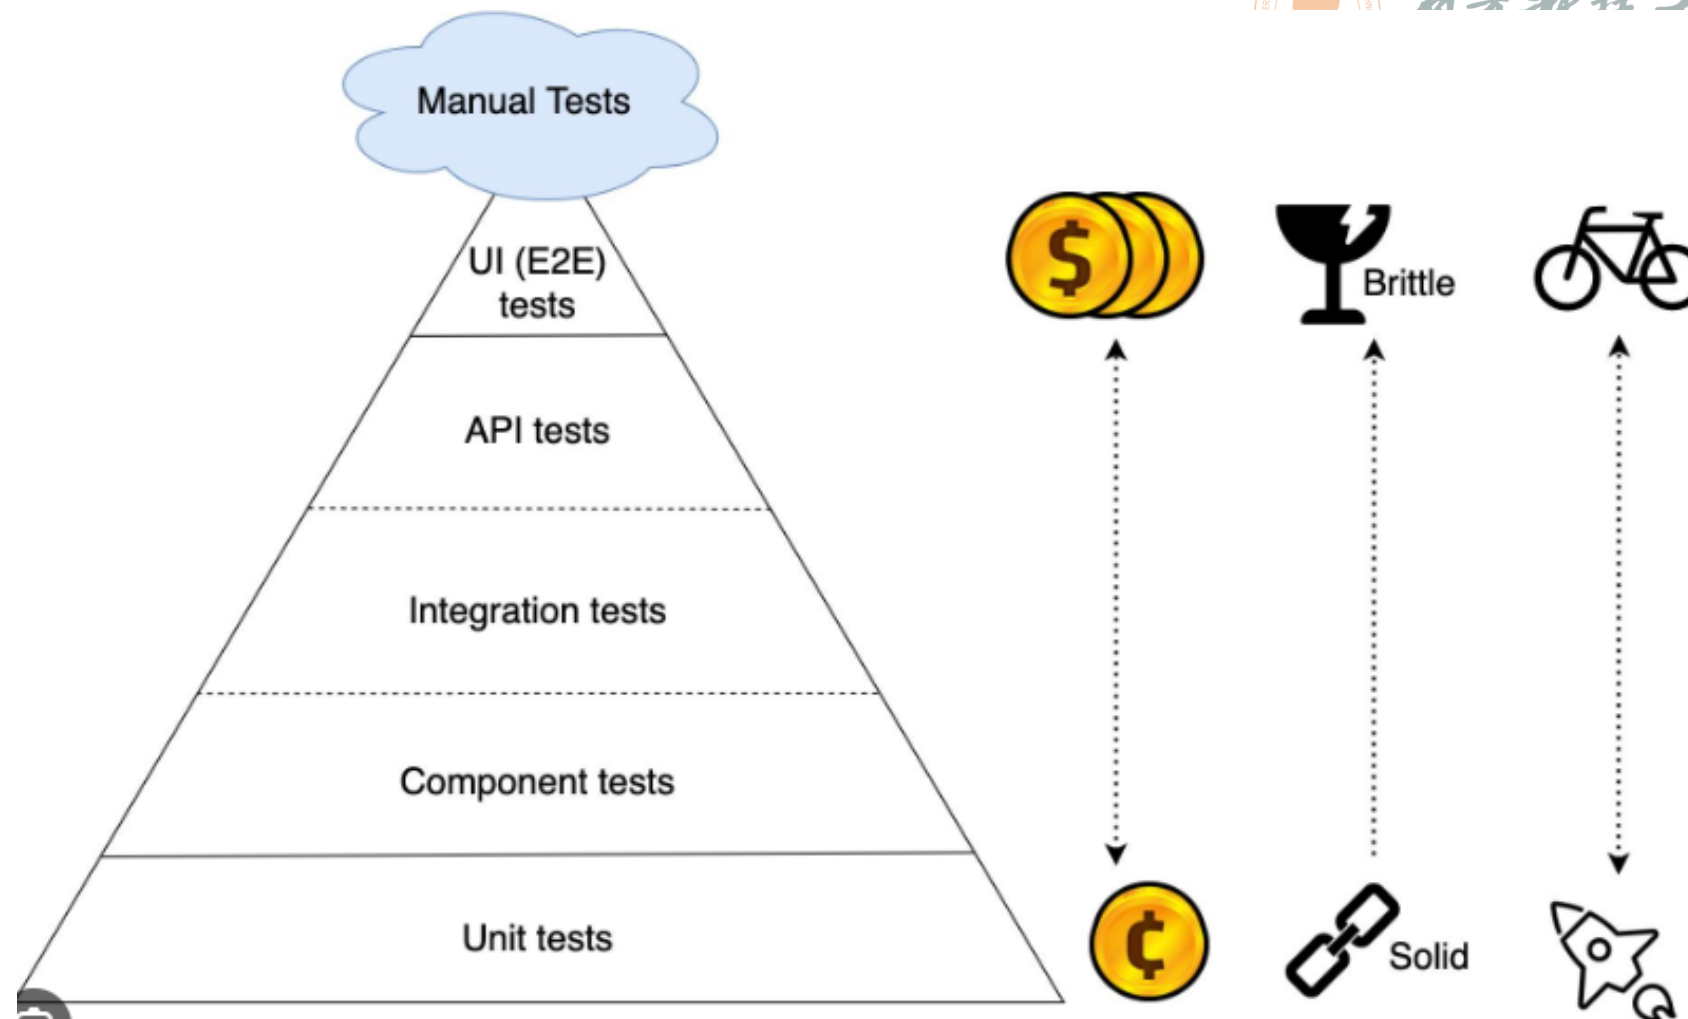 Manual Tests
UI (E2E)
tests
API tests
Integration tests
Component tests
Unit tests
$
Brittle
¢
Solid